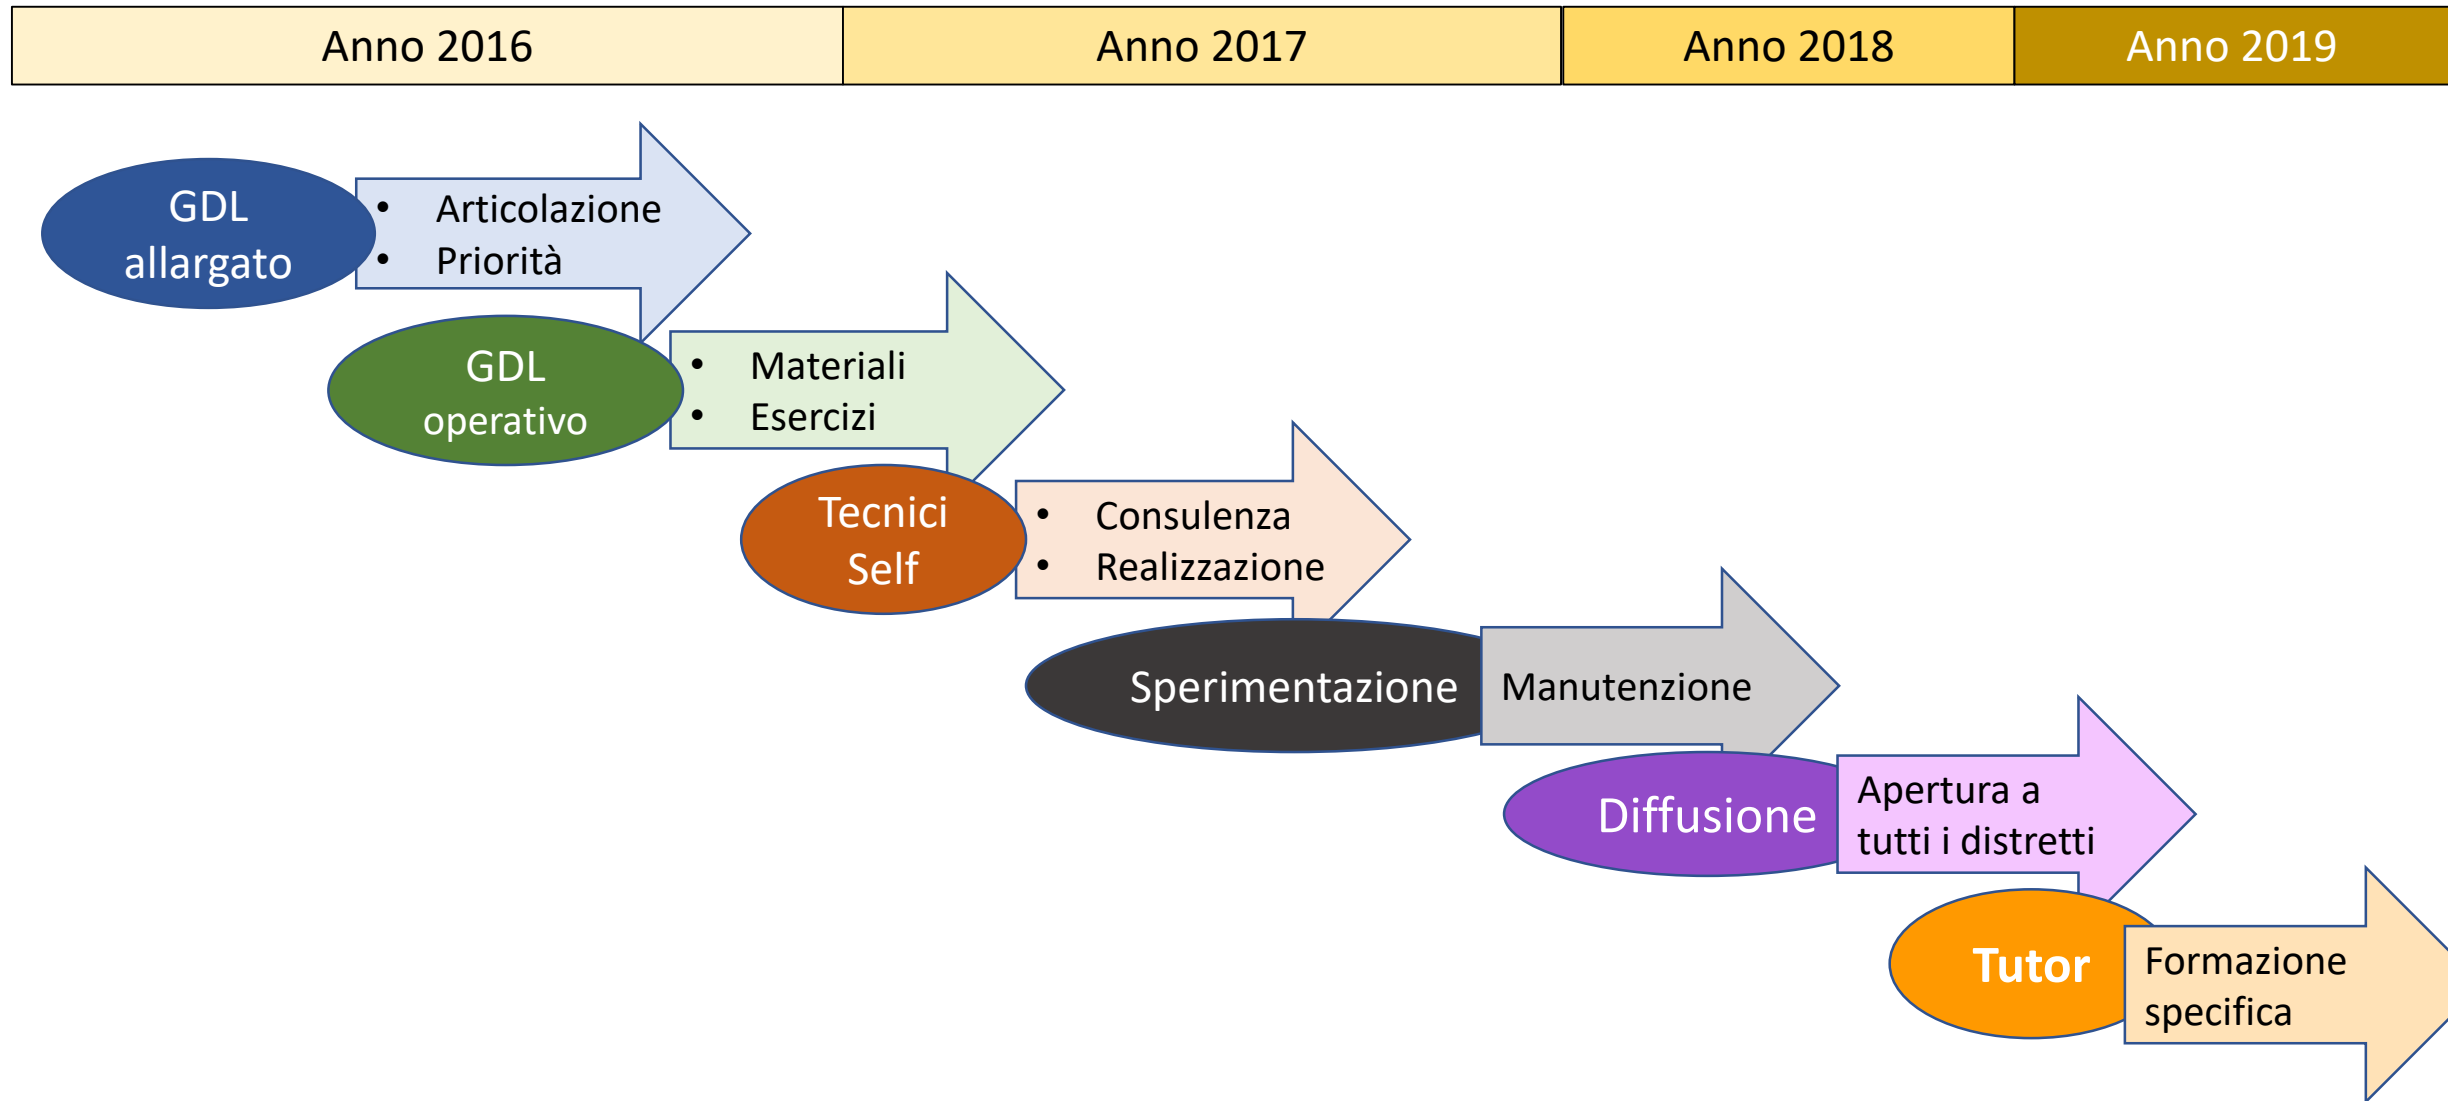 Anno 2016
Anno 2017
Anno 2018
Anno 2019
GDL
allargato
• Articolazione
• Priorità
GDL
operativo
• Materiali
• Esercizi
Tecnici
Self
• Consulenza
• Realizzazione
Sperimentazione
Manutenzione
Diffusione
Apertura a
tutti i distretti
Tutor
Formazione
specifica